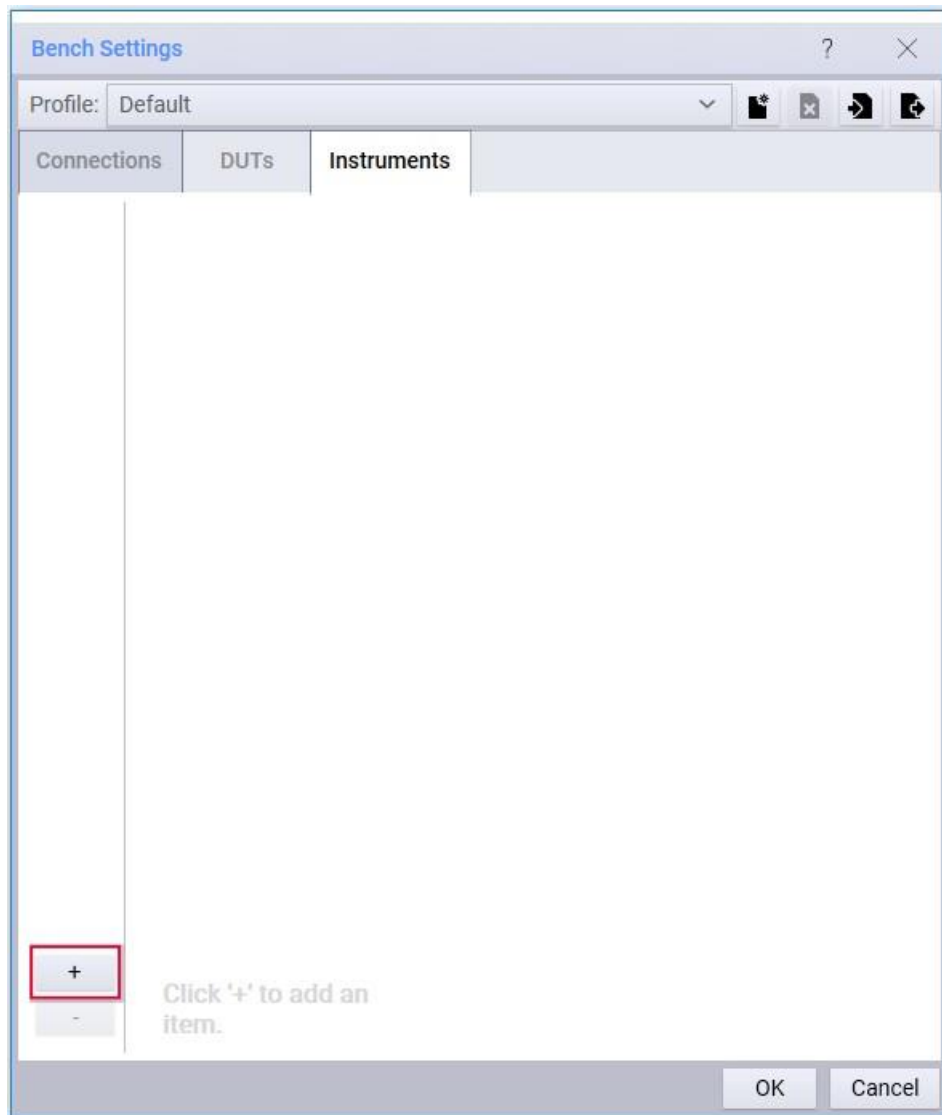 Bench Settings ?
Profile: Default
Connections DUTs Instruments
+
Click '+' to add an
item.
-
OK Cancel